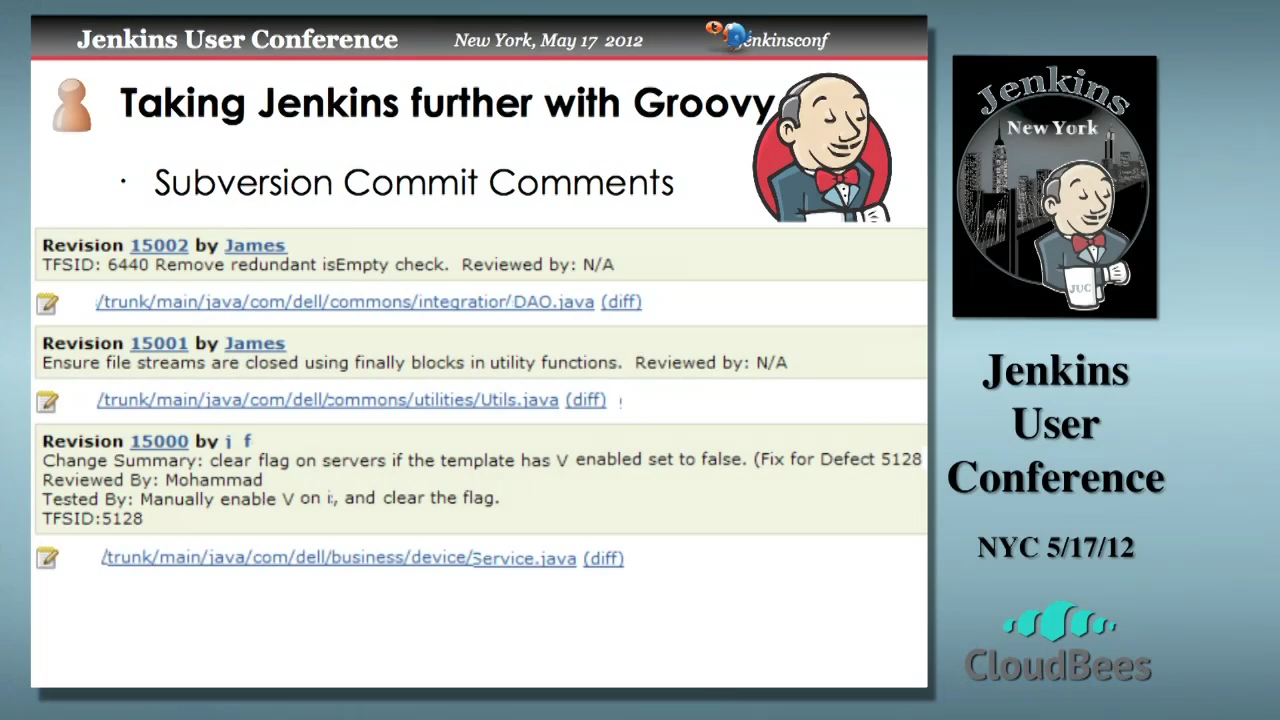 Jenkins User Conference
New York, May 17 2012
jenkinsconf
Taking Jenkins further with Groovy
· Subversion Commit Comments
Revision 15002 by James
TFSID: 6440 Remove redundant isEmpty check. Reviewed by: N/A
/trunk/main/java/com/dell/commons/integration/DAO.java (diff)
Revision 15001 by James
Ensure file streams are closed using finally blocks in utility functions. Reviewed by: N/A
/trunk/main/java/com/dell/commons/utilities/Utils.java (diff)
Revision 15000 by j f
Change Summary: clear flag on servers if the template has V enabled set to false. (Fix for Defect 5128
Reviewed By: Mohammad
Tested By: Manually enable V on i, and clear the flag.
TFSID:5128
/trunk/main/java/com/dell/business/device/Service.java (diff)
Jenkins
New York
JUC
Jenkins
User
Conference
NYC 5/17/12
CloudBees